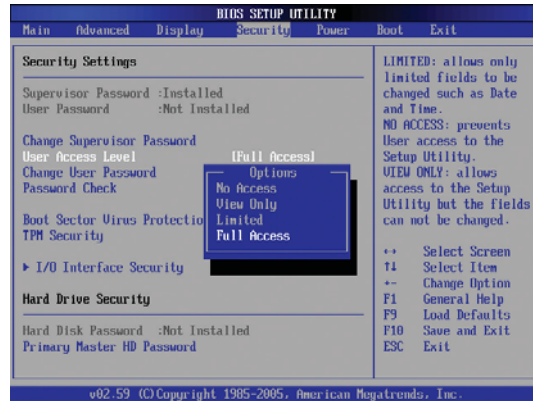 BIOS SETUP UTILITY
Main Advanced Display Security Power Boot Exit
Security Settings
Supervisor Password :Installed
User Password :Not Installed
Change Supervisor Password
User Access Level [Full Access]
Change User Password
Password Check
Boot Sector Virus Protectio
TPM Security
▶ I/O Interface Security
Hard Drive Security
Hard Disk Password :Not Installed
Primary Master HD Password
Options
No Access
View Only
Limited
Full Access
LIMITED: allows only
limited fields to be
changed such as Date
and Time.
NO ACCESS: prevents
User access to the
Setup Utility.
VIEW ONLY: allows
access to the Setup
Utility but the fields
can not be changed.
↔ Select Screen
↑↓ Select Item
+- Change Option
F1 General Help
F9 Load Defaults
F10 Save and Exit
ESC Exit
v02.59 (C)Copyright 1985-2005, American Megatrends, Inc.